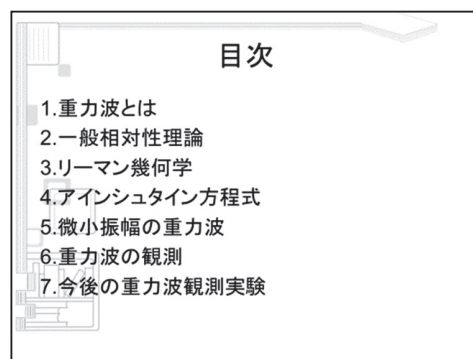 目次
1.重力波とは
2.一般相対性理論
3.リーマン幾何学
4.アインシュタイン方程式
5.微小振幅の重力波
6.重力波の観測
7.今後の重力波観測実験